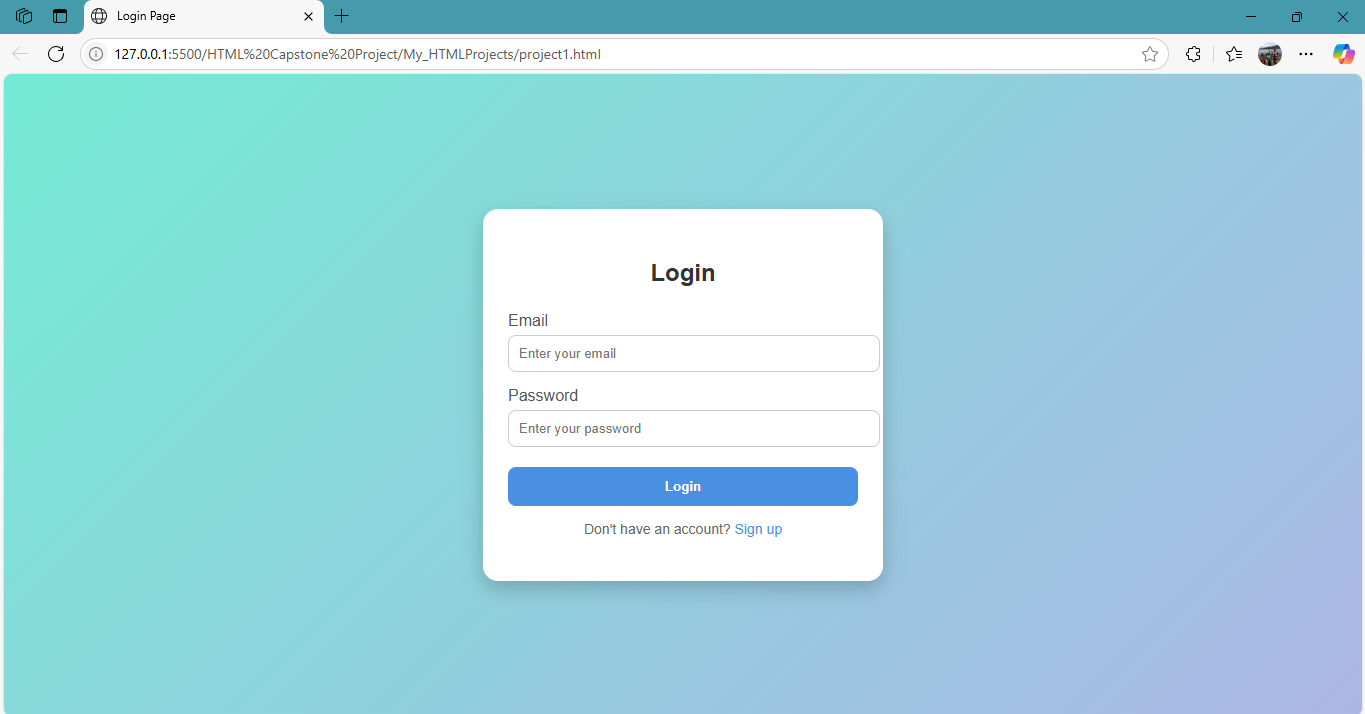 Login Page
127.0.0.1:5500/HTML%20Capstone%20Project/My_HTMLProjects/project1.html
Login
Email
Enter your email
Password
Enter your password
Login
Don't have an account? Sign up